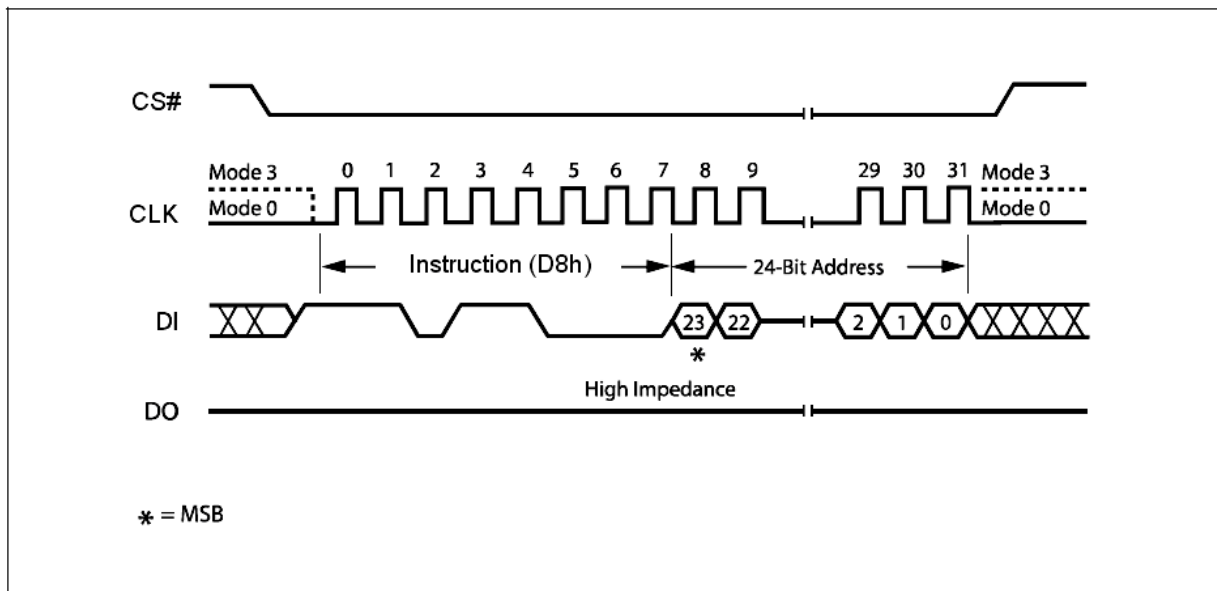 CS#
Mode 3 0 1 2 3 4 5 6 7 8 9 29 30 31 Mode 3
CLK Mode 0 Mode 0
Instruction (D8h) 24-Bit Address
DI 23 22 2 1 0
*
High Impedance
DO
* = MSB